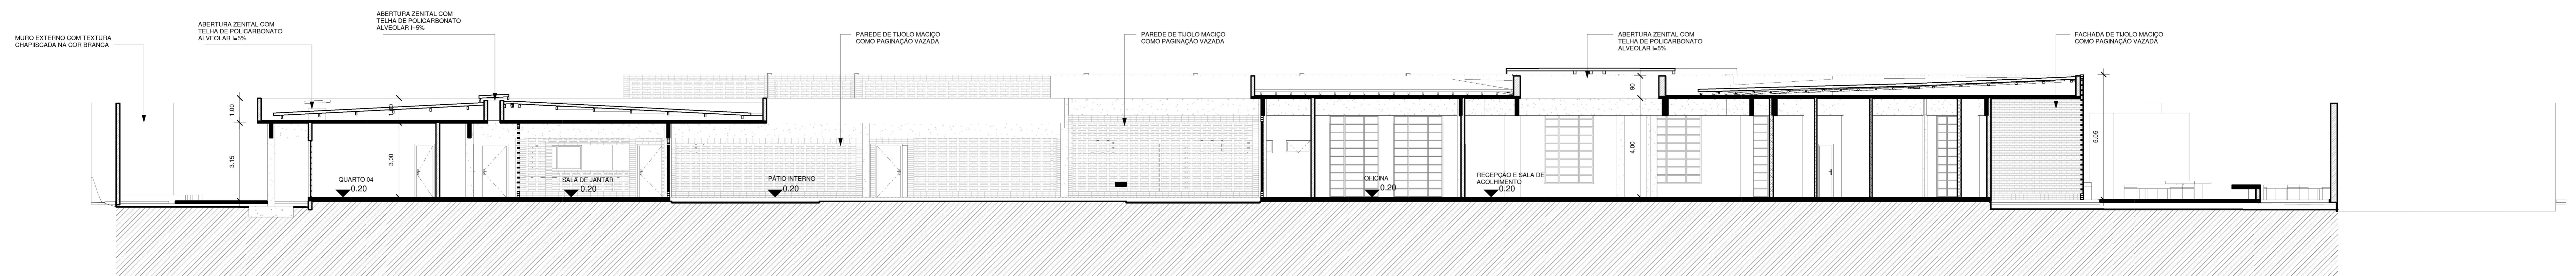 ABERTURA ZENITAL COM
TELHA DE POLICARBONATO
ALVEOLAR I=5%
ABERTURA ZENITAL COM
TELHA DE POLICARBONATO
ALVEOLAR I=5%
MURO EXTERNO COM TEXTURA
CHAPIISCADA NA COR BRANCA
PAREDE DE TIJOLO MACIÇO
COMO PAGINAÇÃO VAZADA
PAREDE DE TIJOLO MACIÇO
COMO PAGINAÇÃO VAZADA
ABERTURA ZENITAL COM
TELHA DE POLICARBONATO
ALVEOLAR I=5%
FACHADA DE TIJOLO MACIÇO
COMO PAGINAÇÃO VAZADA
1.00
90
3.15
3.00
4.00
5.05
QUARTO 04
0.20
SALA DE JANTAR
0.20
PÁTIO INTERNO
0.20
OFICINA
0.20
RECEPÇÃO E SALA DE
ACOLHIMENTO
0.20